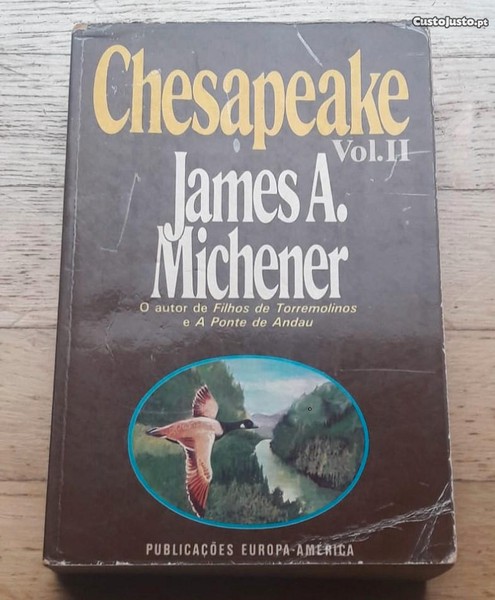 CustoJusto.pt
Chesapeake
Vol.II
James A.
Michener
O autor de Filhos de Torremolinos
e A Ponte de Andau
PUBLICAÇÕES EUROPA-AMÉRICA